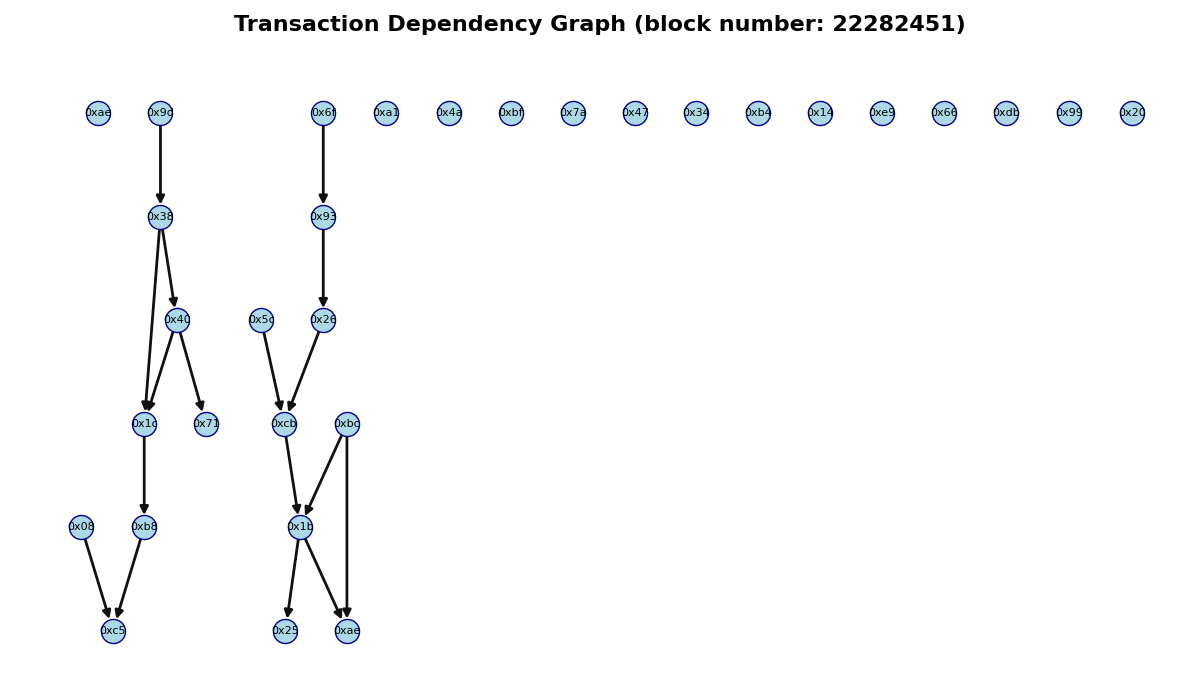 Transaction Dependency Graph (block number: 22282451)
0xae 0x9d 0x6f 0xa1 0x4a 0xbf 0x7a 0x47 0x34 0xb4 0x14 0xe9 0x66 0xdb 0x99 0x20
0x38 0x93
0x40 0x5c 0x26
0x1c 0x71 0xcb 0xbc
0x08 0xb8 0x1b
0xc5 0x25 0xae